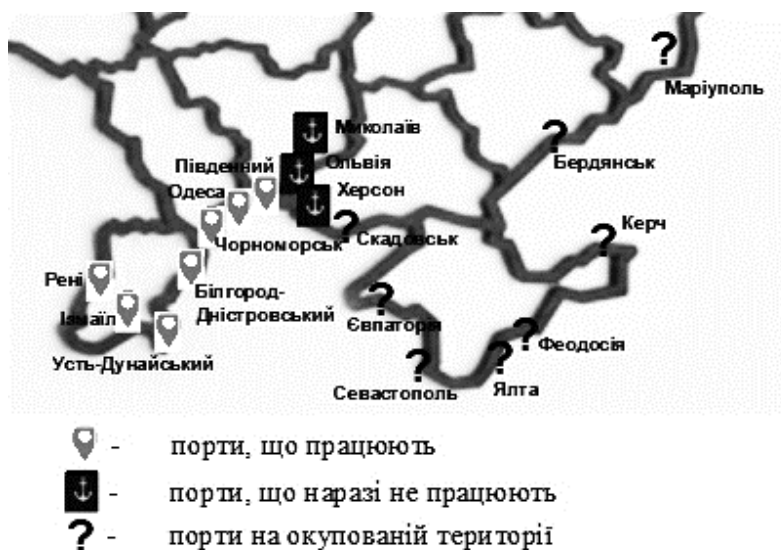 ?
Маріуполь
Миколаїв
?
Бердянськ
Ольвія
Південний
Херсон
Одеса
?
Керч
?
Скадовськ
Чорноморськ
Рені
Білгород-
Дністровський
?
Євпаторія
Ізмаїл
?
Феодосія
Усть-Дунайський
?
Ялта
?
Севастополь
- порти, що працюють
- порти, що наразі не працюють
? - порти на окупованій території